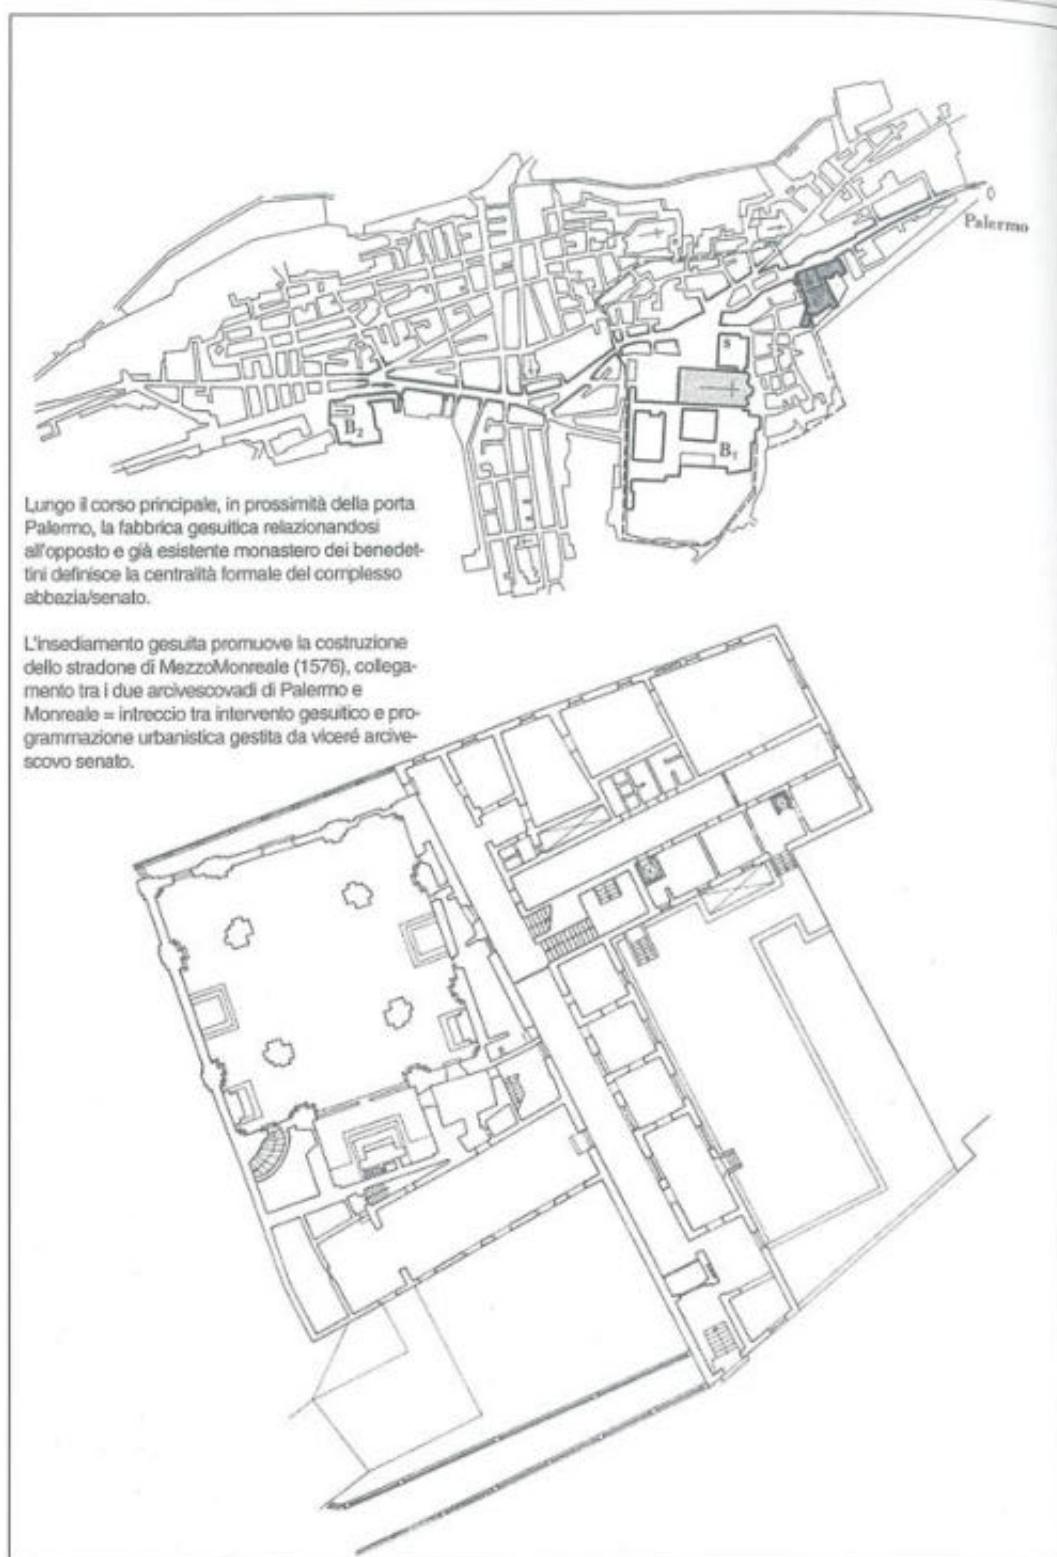 Palermo
S
B1
B2
Lungo il corso principale, in prossimità della porta
Palermo, la fabbrica gesuitica relazionandosi
all'opposto e già esistente monastero dei benedet-
tini definisce la centralità formale del complesso
abbazia/senato.
L'insediamento gesuita promuove la costruzione
dello stradone di MezzoMonreale (1576), collega-
mento tra i due arcivescovadi di Palermo e
Monreale = intreccio tra intervento gesuitico e pro-
grammazione urbanistica gestita da viceré arcive-
scovo senato.